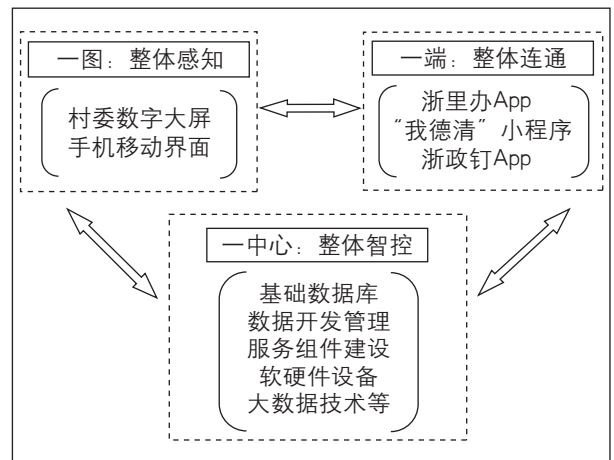 一图：整体感知
村委数字大屏
手机移动界面
一端：整体连通
浙里办App
“我德清”小程序
浙政钉App
一中心：整体智控
基础数据库
数据开发管理
服务组件建设
软硬件设备
大数据技术等